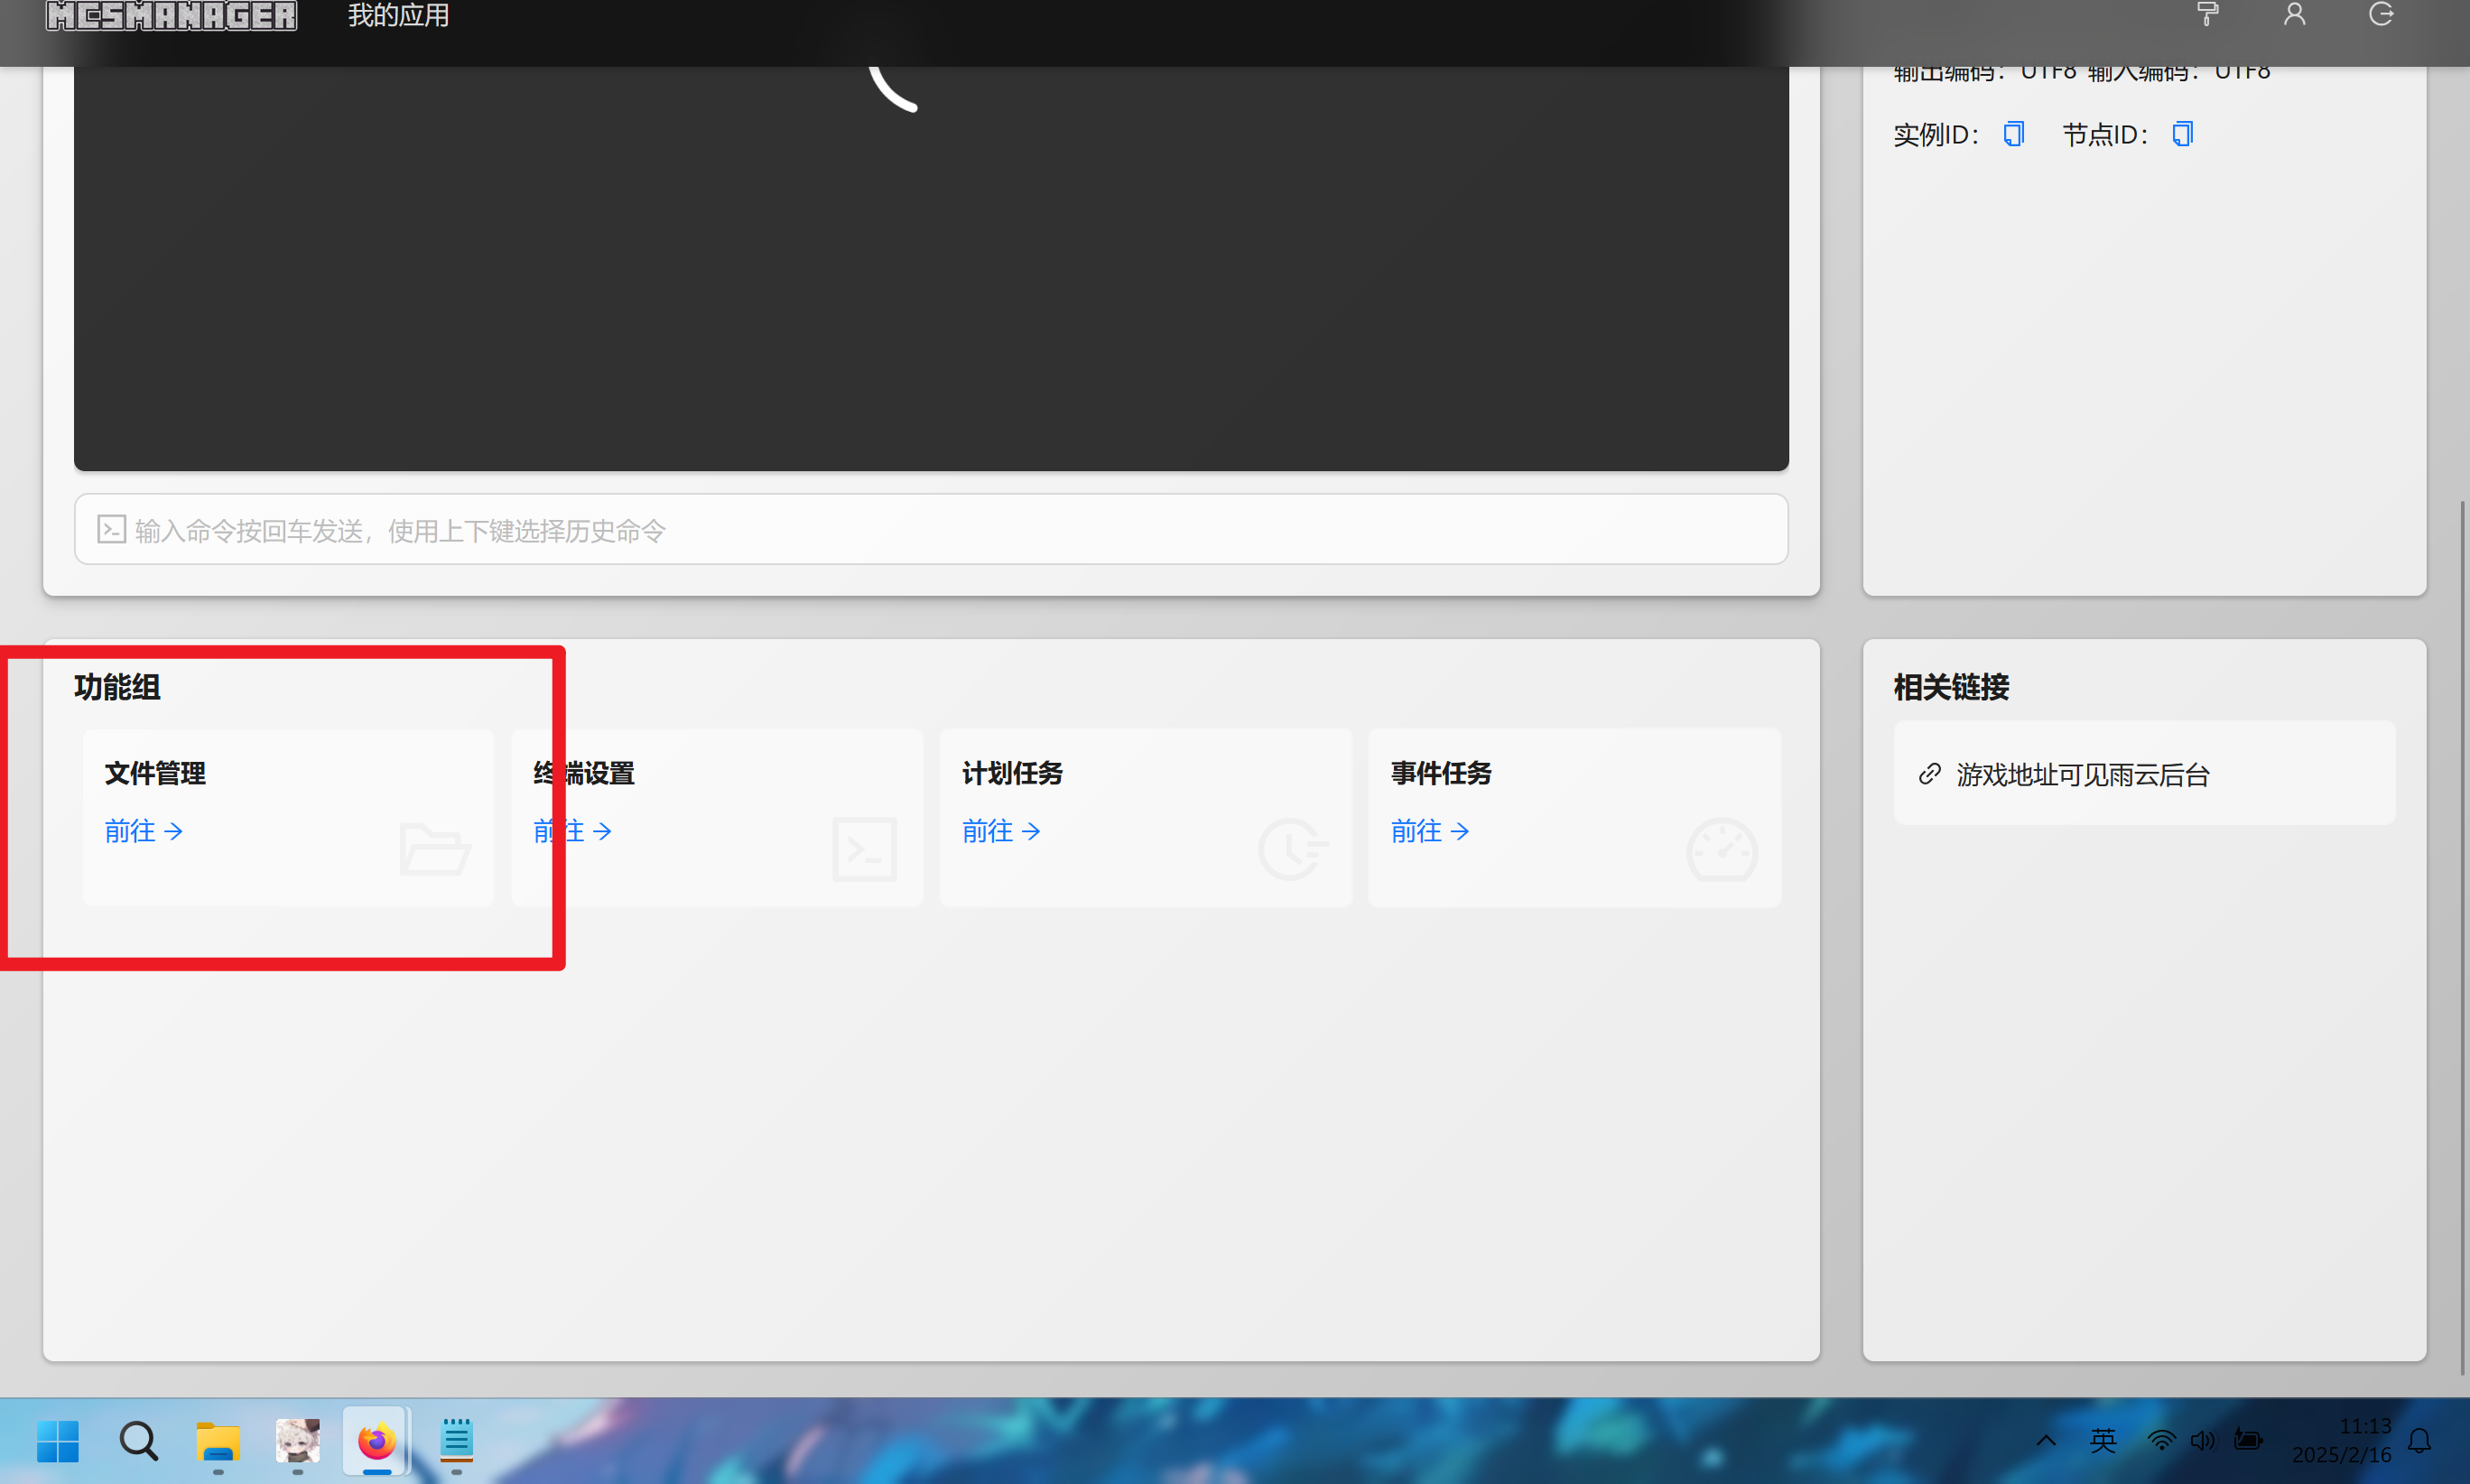 MCSMANAGER 我的应用
输出编码：UTF8 输入编码：UTF8
实例ID： 节点ID：
输入命令按回车发送，使用上下键选择历史命令
功能组
文件管理
前往
终端设置
前往
计划任务
前往
事件任务
前往
相关链接
游戏地址可见雨云后台
英
11:13
2025/2/16